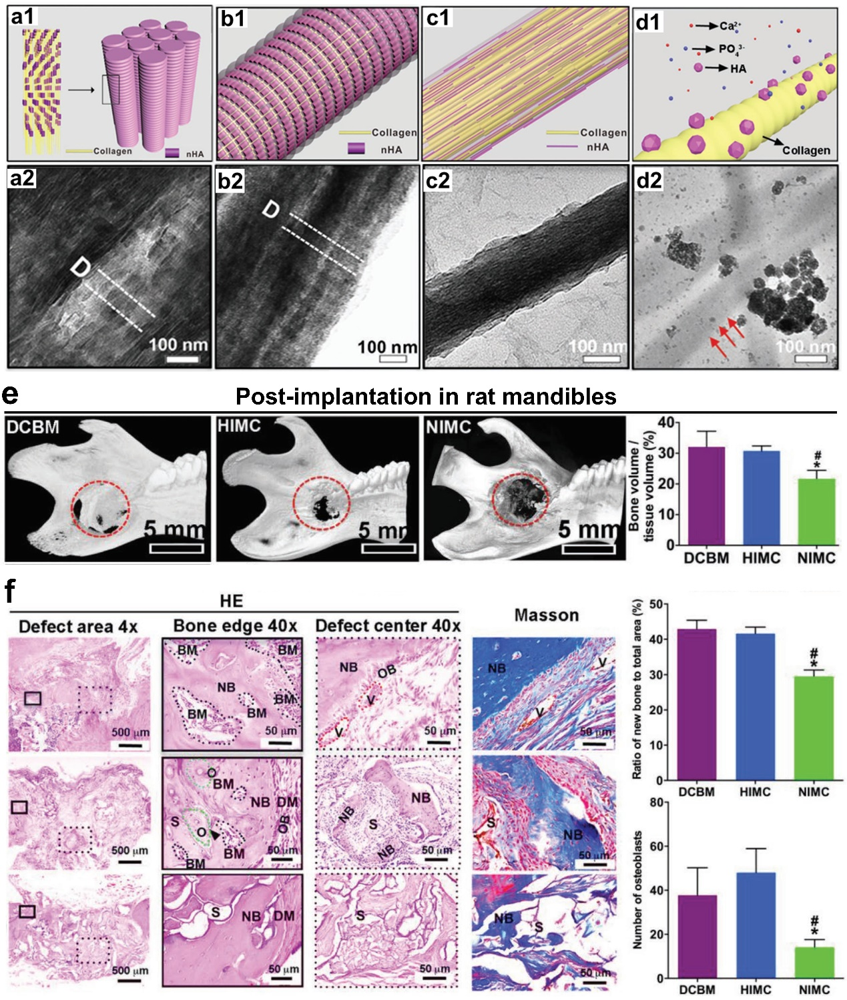 a1
Collagen
nHA
b1
Collagen
nHA
c1
Collagen
nHA
d1
Ca²⁺
PO₄³⁻
HA
Collagen
a2
D
100 nm
b2
D
100 nm
c2
100 nm
d2
100 nm
e
Post-implantation in rat mandibles
DCBM
5 mm
HIMC
5 mm
NIMC
5 mm
Bone volume /
tissue volume (%)
40
30
20
10
0
#
*
DCBM HIMC NIMC
f
HE
Defect area 4x
Bone edge 40x
Defect center 40x
Masson
500 μm
BM
BM
NB
BM
BM
BM
50 μm
NB
OB
V
V
50 μm
NB
V
V
50 μm
500 μm
O
BM
NB
DM
S
O
OB
BM
BM
50 μm
NB
NB
S
NB
50 μm
S
NB
50 μm
500 μm
S
NB
DM
50 μm
S
50 μm
NB
S
50 μm
Ratio of new bone to total area (%)
50
40
30
20
10
0
#
*
DCBM HIMC NIMC
Number of osteoblasts
80
60
40
20
0
#
*
DCBM HIMC NIMC